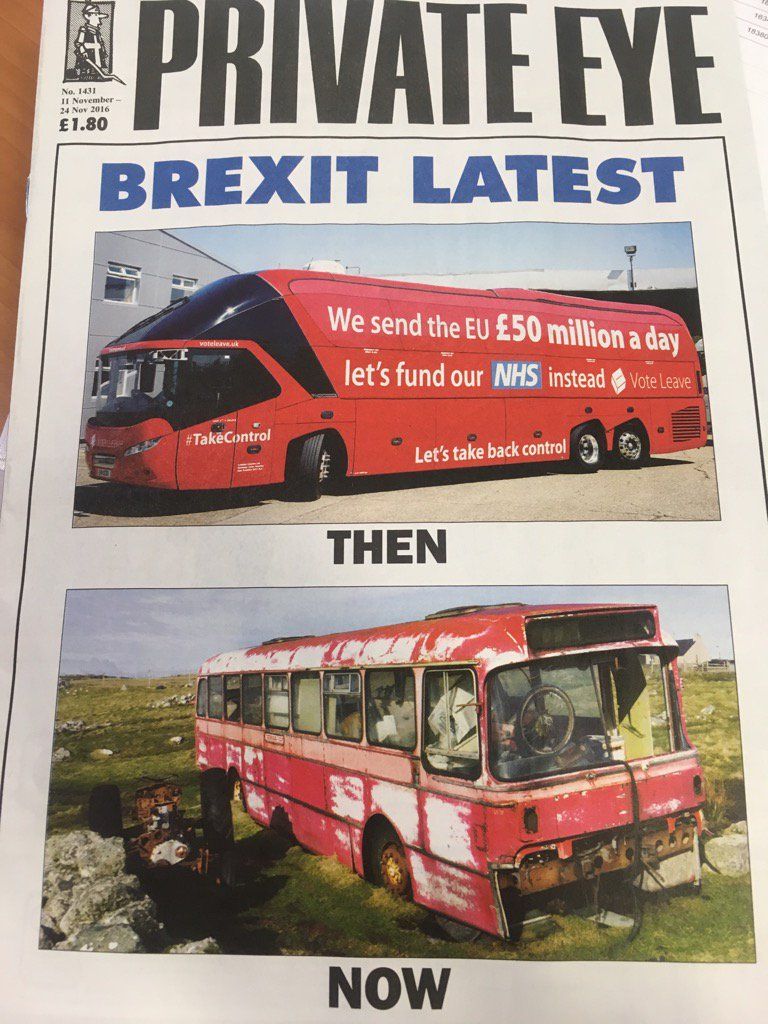 PRIVATE EYE
No. 1431
11 November –
24 Nov 2016
£1.80
BREXIT LATEST
voteleave.uk
We send the EU £50 million a day
let's fund our NHS instead Vote Leave
#TakeControl
Let's take back control
THEN
NOW